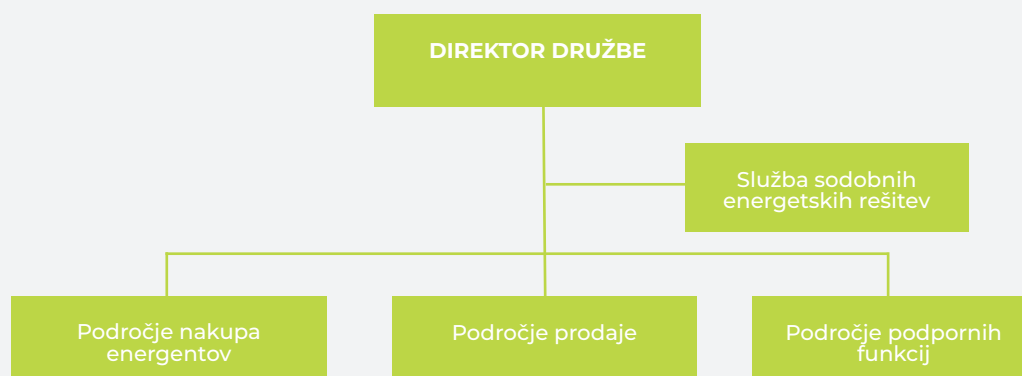 DIREKTOR DRUŽBE
Služba sodobnih
energetskih rešitev
Področje nakupa
energentov
Področje prodaje
Področje podpornih
funkcij